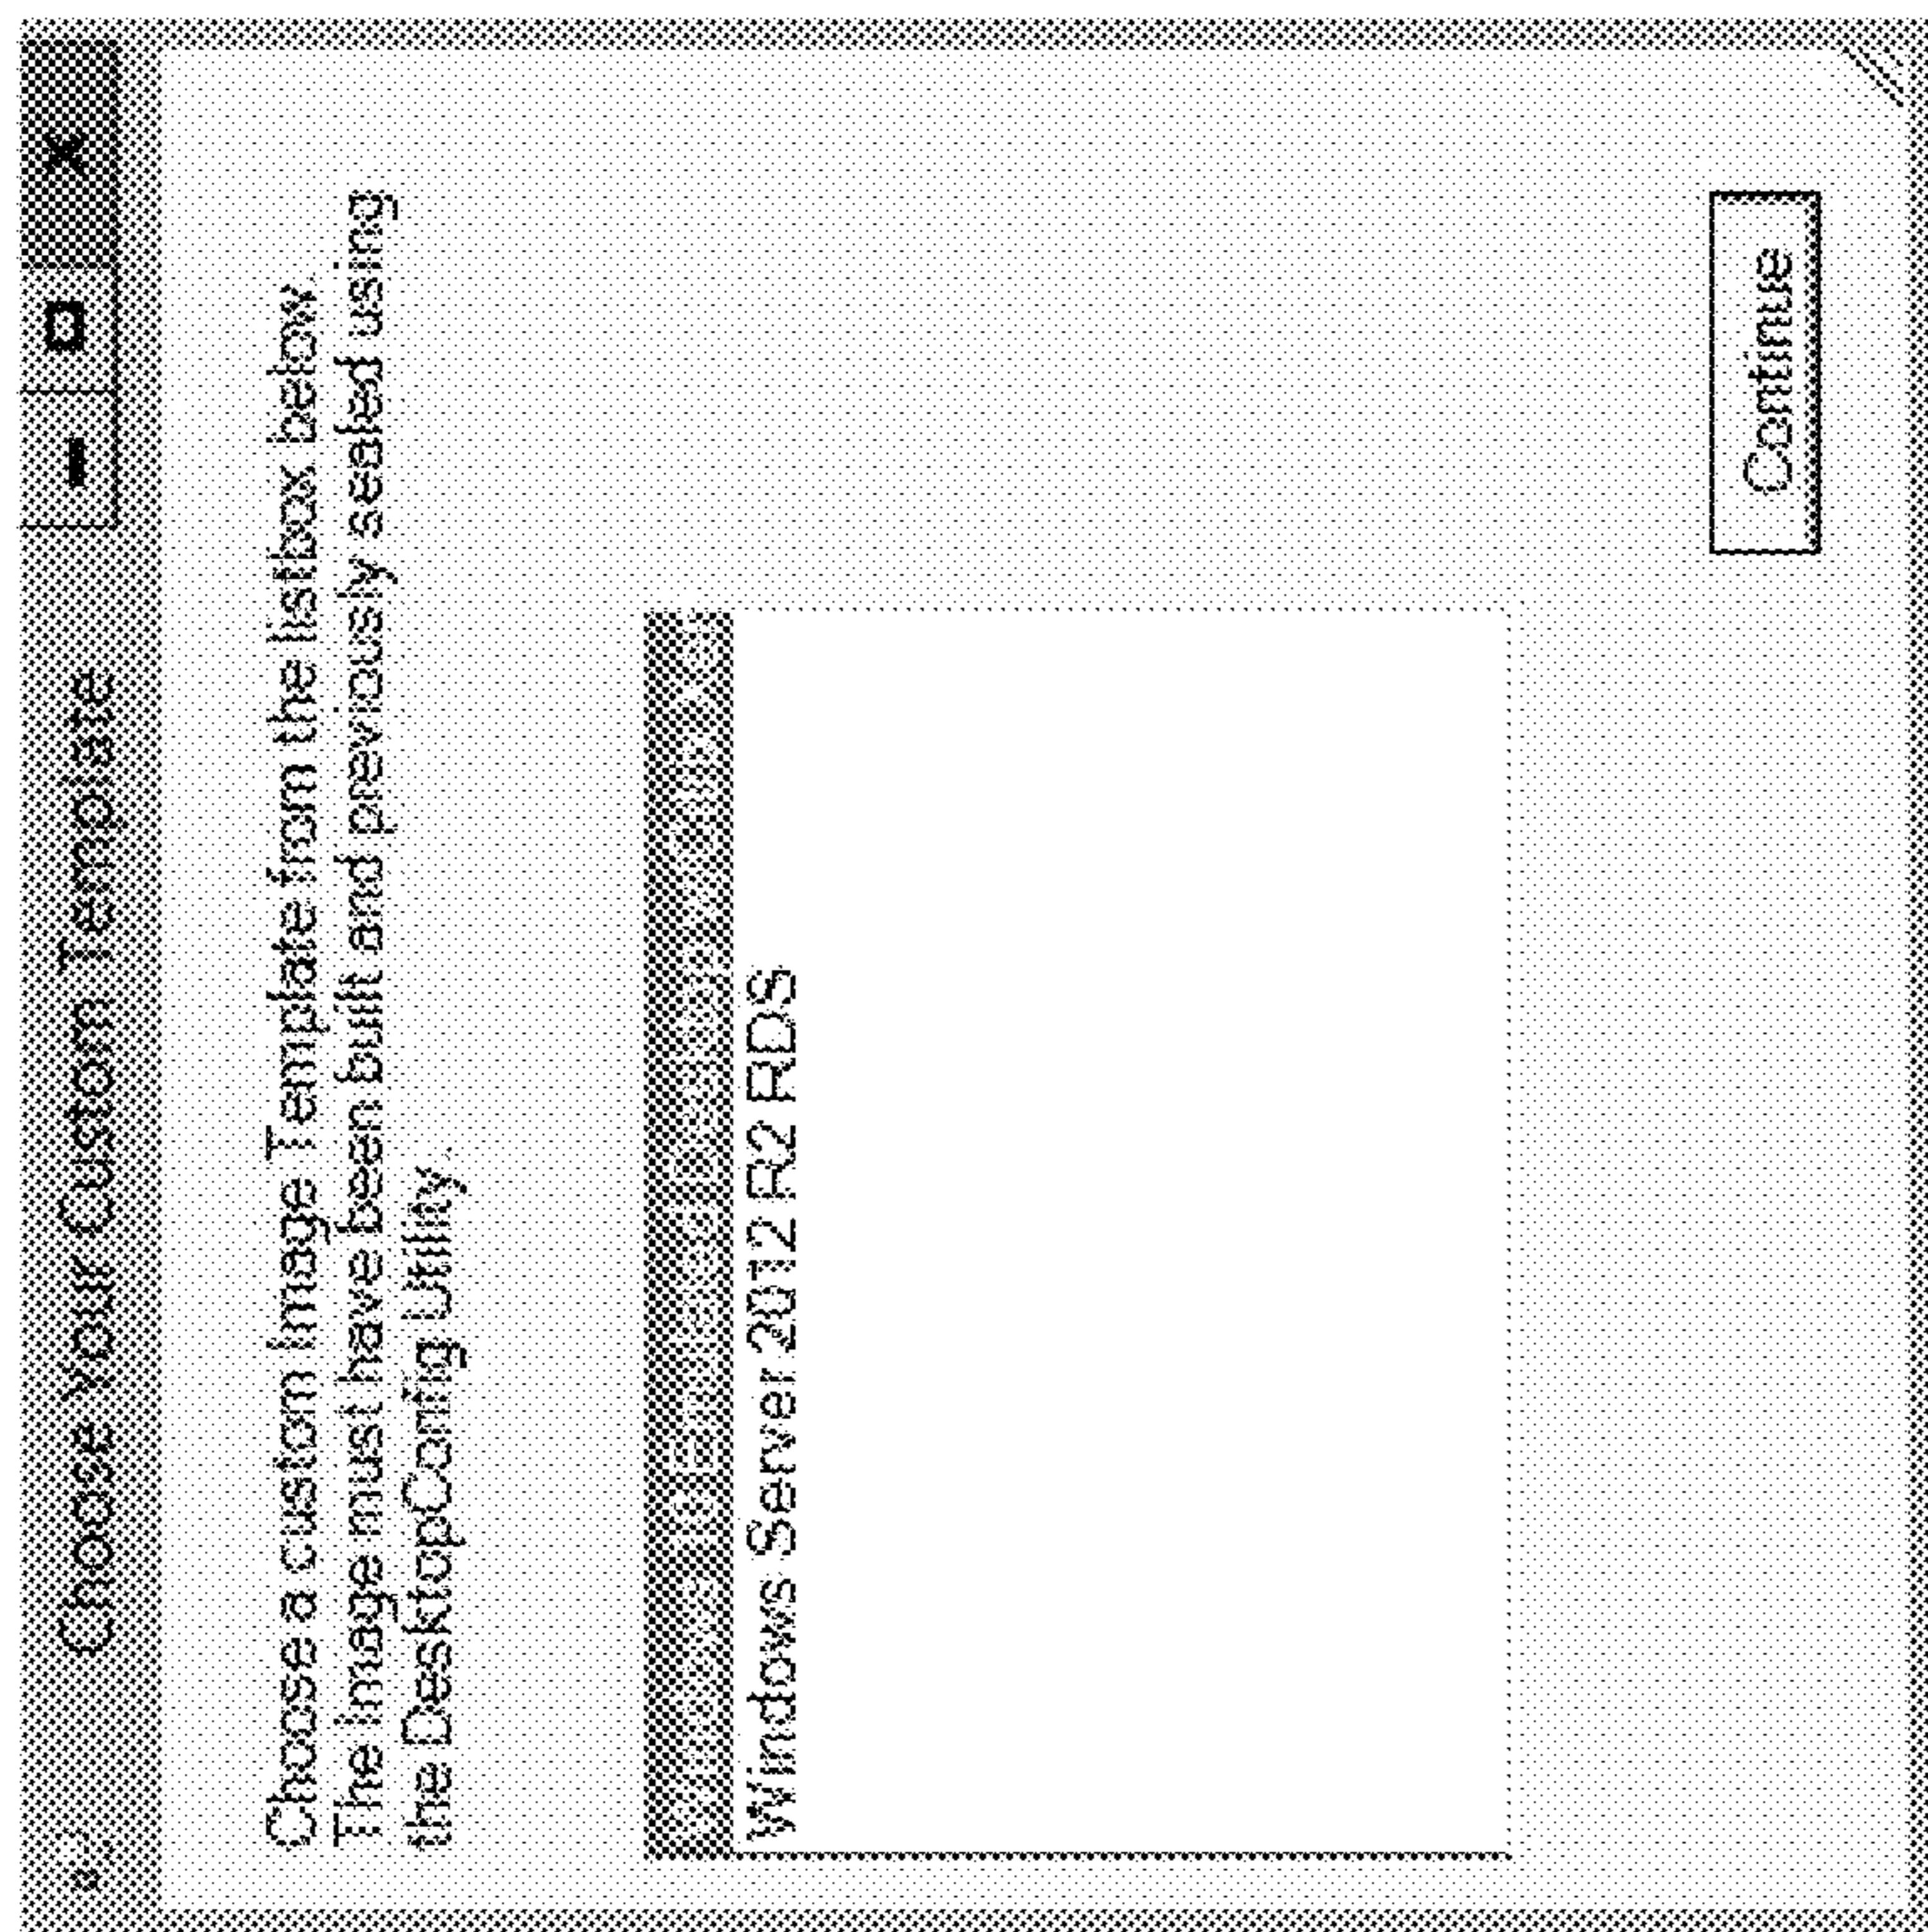 Choose Your Custom Template
Choose a custom Image Template from the listbox below.
The Image must have been built and previously sealed using
the DesktopConfig Utility.
Windows Server 2012 R2 RDS
Continue